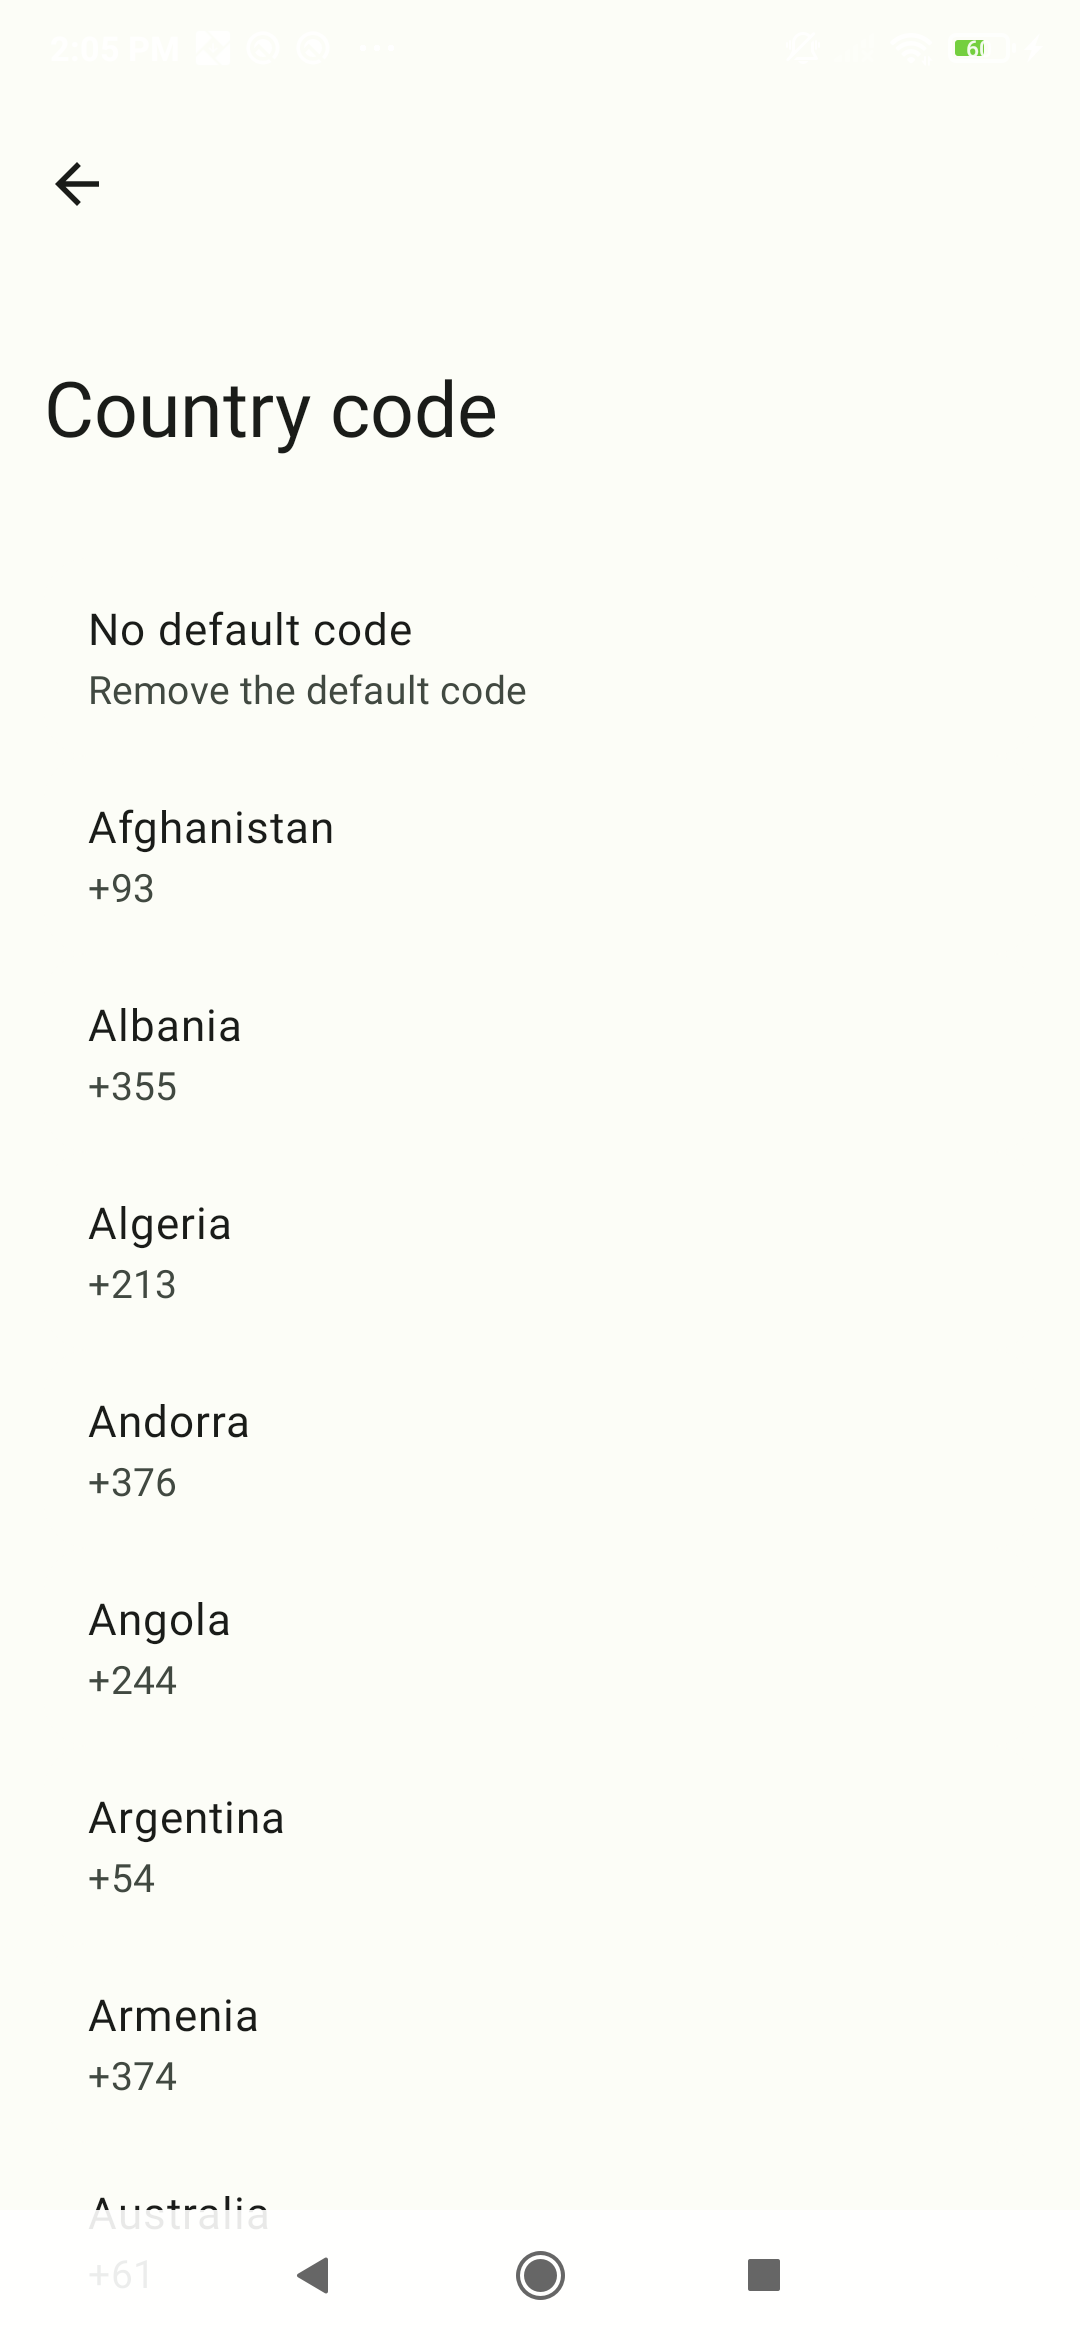 2:05 PM
60
Country code
No default code
Remove the default code
Afghanistan
+93
Albania
+355
Algeria
+213
Andorra
+376
Angola
+244
Argentina
+54
Armenia
+374
Australia
+61